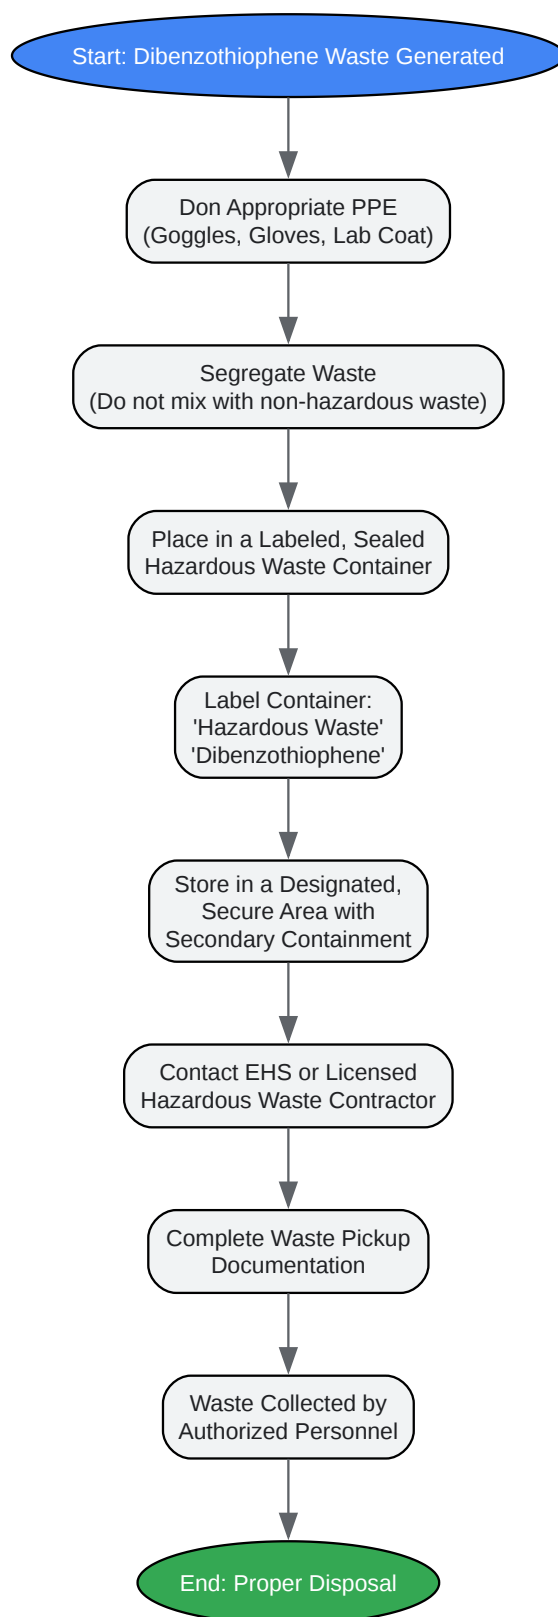 Start: Dibenzothiophene Waste Generated
Don Appropriate PPE
(Goggles, Gloves, Lab Coat)
Segregate Waste
(Do not mix with non-hazardous waste)
Place in a Labeled, Sealed
Hazardous Waste Container
Label Container:
'Hazardous Waste'
'Dibenzothiophene'
Store in a Designated,
Secure Area with
Secondary Containment
Contact EHS or Licensed
Hazardous Waste Contractor
Complete Waste Pickup
Documentation
Waste Collected by
Authorized Personnel
End: Proper Disposal